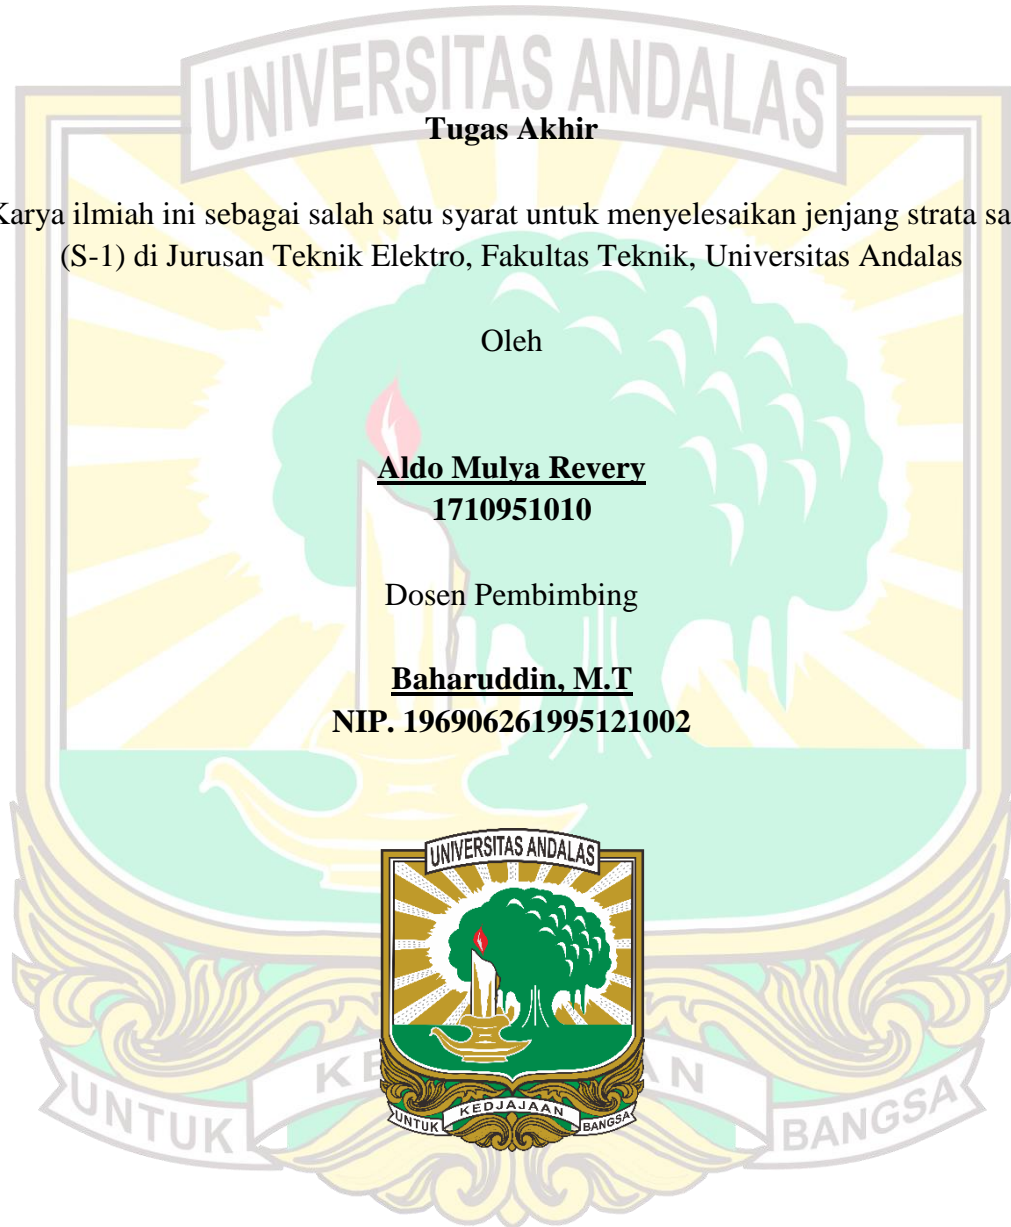 UNIVERSITAS ANDALAS
Tugas Akhir
Karya ilmiah ini sebagai salah satu syarat untuk menyelesaikan jenjang strata sa
(S-1) di Jurusan Teknik Elektro, Fakultas Teknik, Universitas Andalas
Oleh
Aldo Mulya Revery
1710951010
Dosen Pembimbing
Baharuddin, M.T
NIP. 196906261995121002
UNIVERSITAS ANDALAS
UNTUK KEDJAJAAN BANGSA
UNTUK KE AN BANGSA